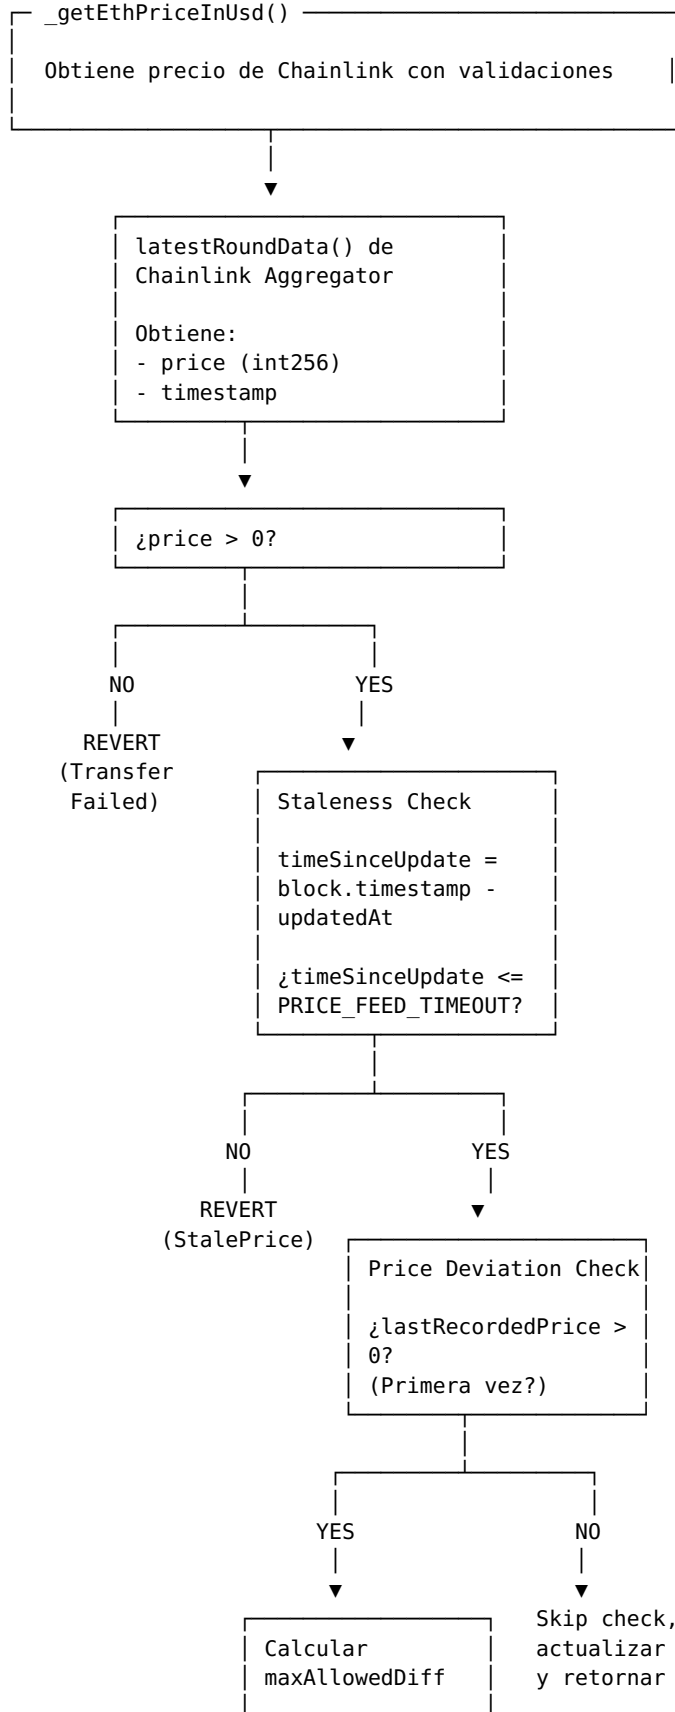 _getEthPriceInUsd()
Obtiene precio de Chainlink con validaciones
latestRoundData() de
Chainlink Aggregator
Obtiene:
- price (int256)
- timestamp
¿price > 0?
NO YES
REVERT
(Transfer
Failed)
Staleness Check
timeSinceUpdate =
block.timestamp -
updatedAt
¿timeSinceUpdate <=
PRICE_FEED_TIMEOUT?
NO YES
REVERT
(StalePrice)
Price Deviation Check
¿lastRecordedPrice >
0?
(Primera vez?)
YES NO
Calcular
maxAllowedDiff
Skip check,
actualizar
y retornar